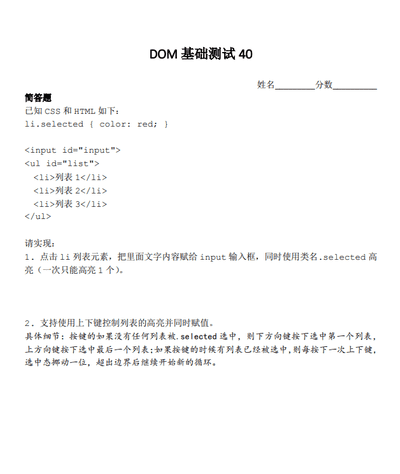 DOM 基础测试 40
姓名________分数_________
简答题
已知 CSS 和 HTML 如下：
li.selected { color: red; }
<input id="input">
<ul id="list">
  <li>列表 1</li>
  <li>列表 2</li>
  <li>列表 3</li>
</ul>
请实现：
1. 点击 li 列表元素，把里面文字内容赋给 input 输入框，同时使用类名.selected 高
亮（一次只能高亮 1 个）。
2. 支持使用上下键控制列表的高亮并同时赋值。
具体细节：按键的如果没有任何列表被.selected 选中，则下方向键按下选中第一个列表，
上方向键按下选中最后一个列表;如果按键的时候有列表已经被选中,则每按下一次上下键,
选中态挪动一位，超出边界后继续开始新的循环。